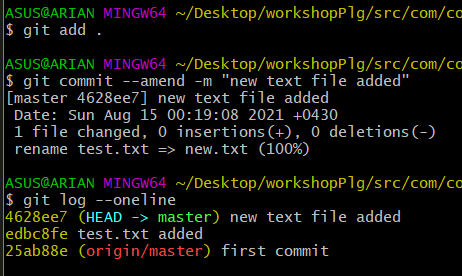 ASUS@ARIAN MINGW64 ~/Desktop/workshopPlg/src/com/co
$ git add .
ASUS@ARIAN MINGW64 ~/Desktop/workshopPlg/src/com/co
$ git commit --amend -m "new text file added"
[master 4628ee7] new text file added
Date: Sun Aug 15 00:19:08 2021 +0430
1 file changed, 0 insertions(+), 0 deletions(-)
rename test.txt => new.txt (100%)
ASUS@ARIAN MINGW64 ~/Desktop/workshopPlg/src/com/co
$ git log --oneline
4628ee7 (HEAD -> master) new text file added
edbc8fe test.txt added
25ab88e (origin/master) first commit